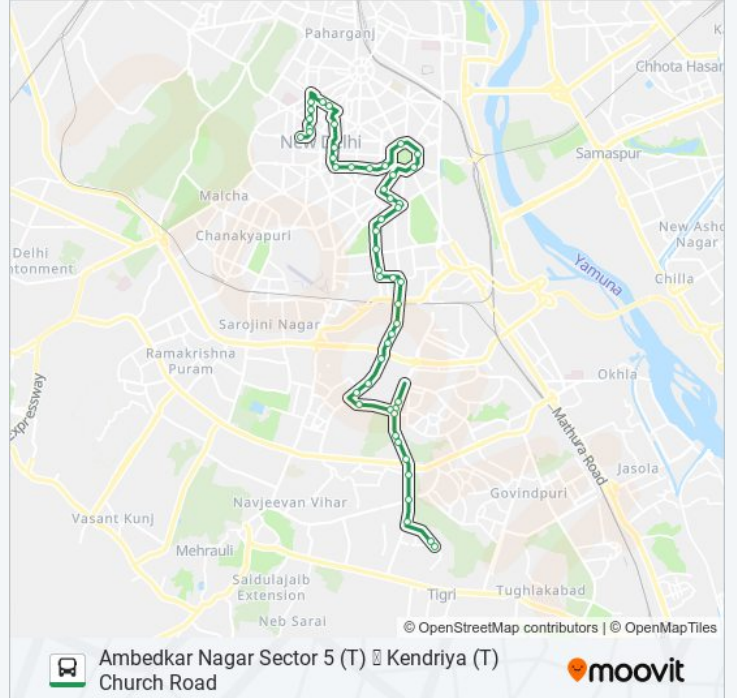 Paharganj
Chhota Hasar
New Delhi
Samaspur
Malcha
New Asho
Nagar
Chanakyapuri
Delhi
ntonment
Yamuna
Chilla
Sarojini Nagar
Ramakrishna
Puram
Okhla
Expressway
Mathura Road
Jasola
Govindpuri
Navjeevan Vihar
Vasant Kunj
Mehrauli
Saidulajaib
Extension
Tughlakabad
Tigri
Neb Sarai
© OpenStreetMap contributors | © OpenMapTiles
Ambedkar Nagar Sector 5 (T) Kendriya (T)
Church Road
moovit